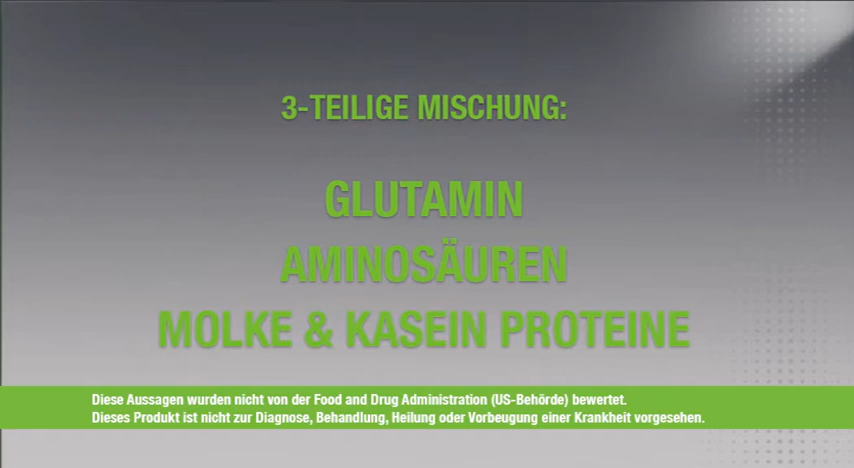 3-TEILIGE MISCHUNG:
GLUTAMIN
AMINOSÄUREN
MOLKE & KASEIN PROTEINE
Diese Aussagen wurden nicht von der Food and Drug Administration (US-Behörde) bewertet.
Dieses Produkt ist nicht zur Diagnose, Behandlung, Heilung oder Vorbeugung einer Krankheit vorgesehen.